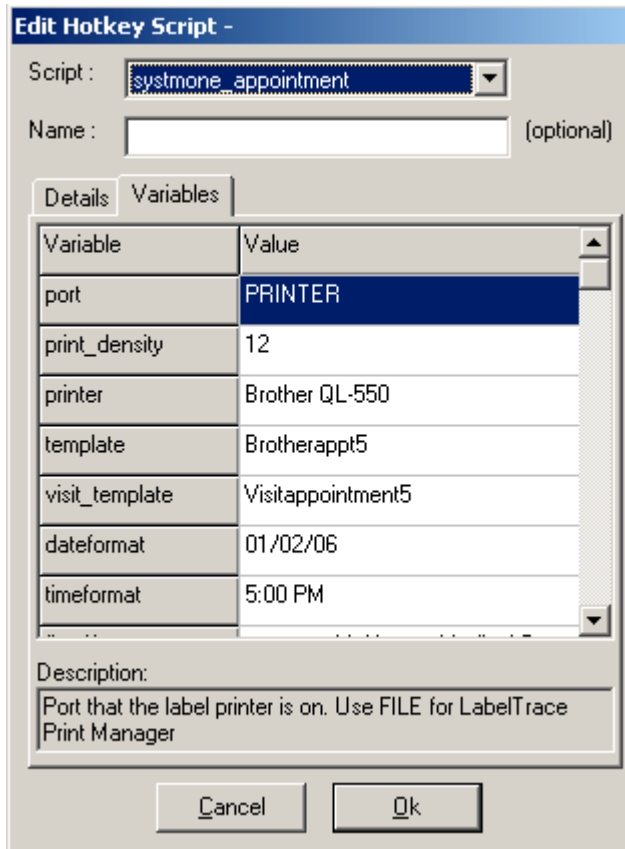 Edit Hotkey Script -
Script : systmone_appointment
Name : (optional)
Details Variables
Variable Value
port PRINTER
print_density 12
printer Brother QL-550
template Brotherappt5
visit_template Visitappointment5
dateformat 01/02/06
timeformat 5:00 PM
Description:
Port that the label printer is on. Use FILE for LabelTrace
Print Manager
Cancel Ok